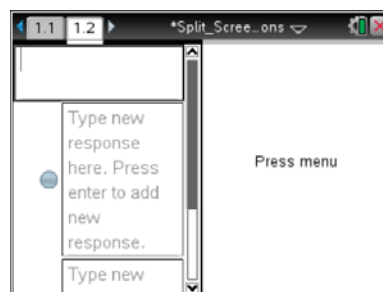 1.1 1.2 *Split_Scree…ons
Type new
response
here. Press
enter to add
new
response.
Type new
Press menu